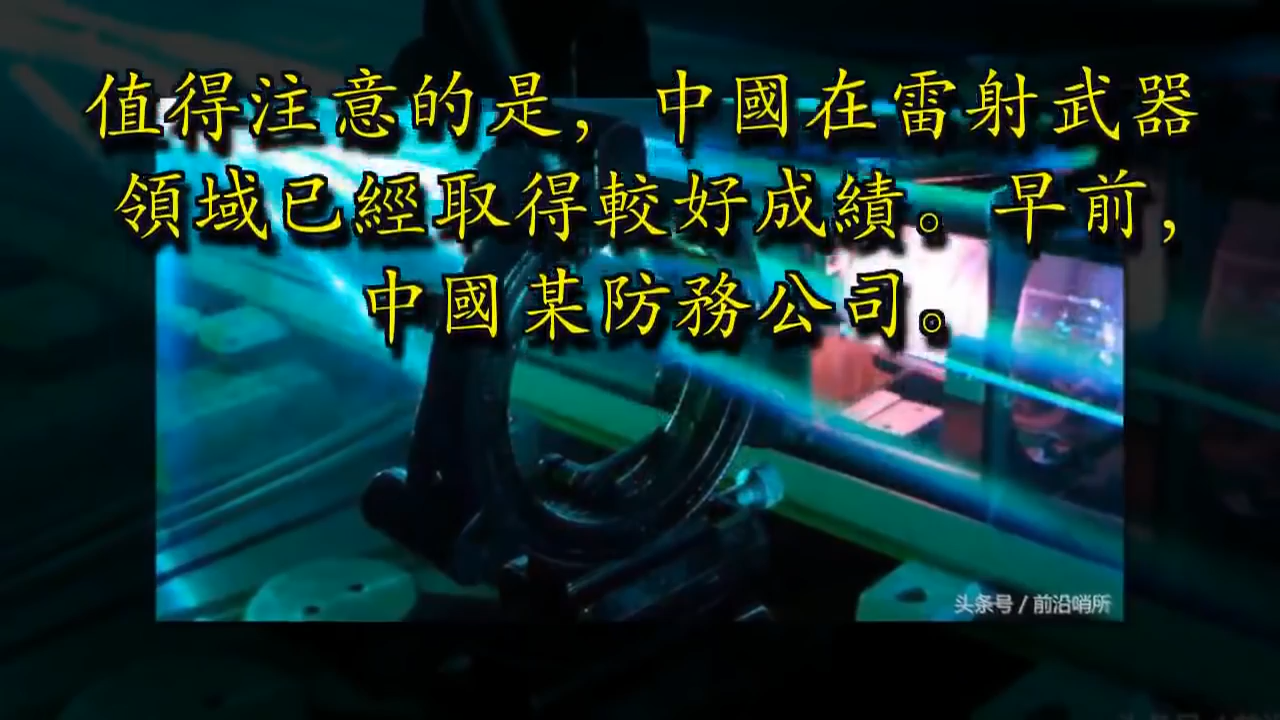 值得注意的是，中國在雷射武器
領域已經取得較好成績。早前，
中國某防務公司。
头条号 / 前沿哨所